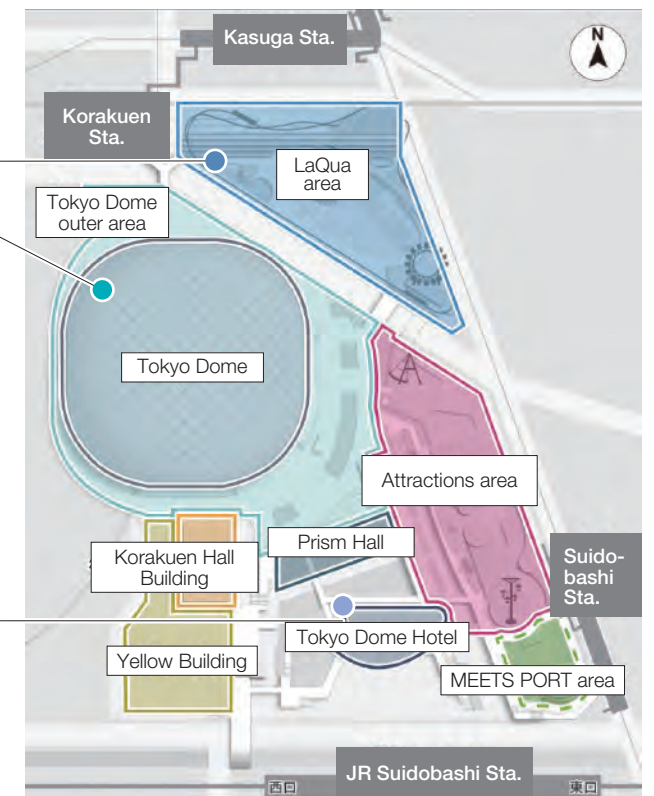 Kasuga Sta.
N
Korakuen
Sta.
LaQua
area
Tokyo Dome
outer area
Tokyo Dome
Attractions area
Prism Hall
Korakuen Hall
Building
Suido-
bashi
Sta.
Tokyo Dome Hotel
Yellow Building
MEETS PORT area
JR Suidobashi Sta.
西口
東口